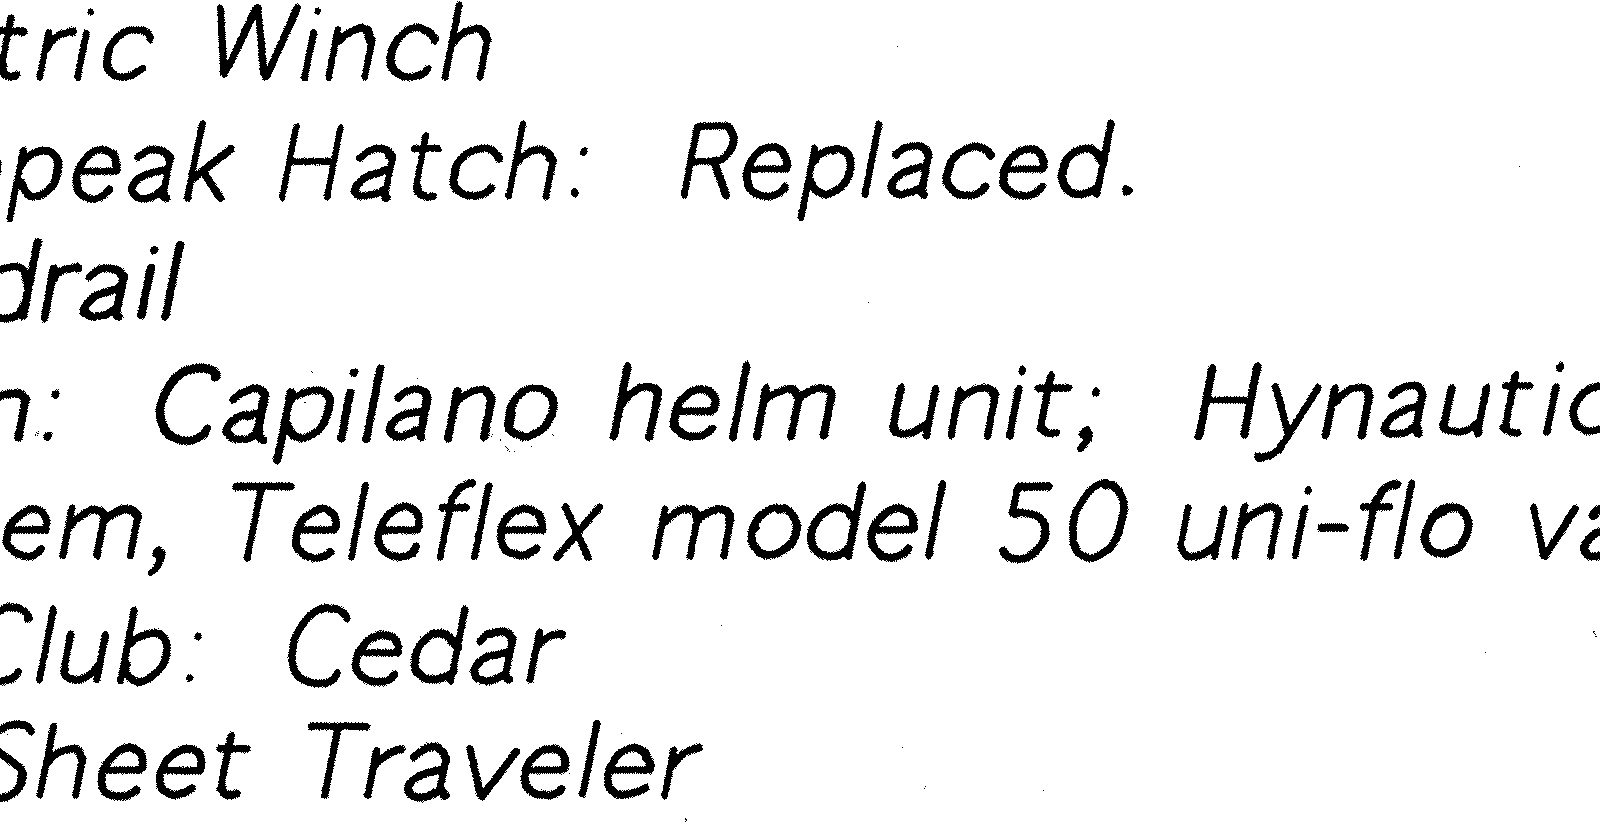 tric Winch
peak Hatch: Replaced.
drail
n: Capilano helm unit; Hynautic
em, Teleflex model 50 uni-flo va
Club: Cedar
Sheet Traveler